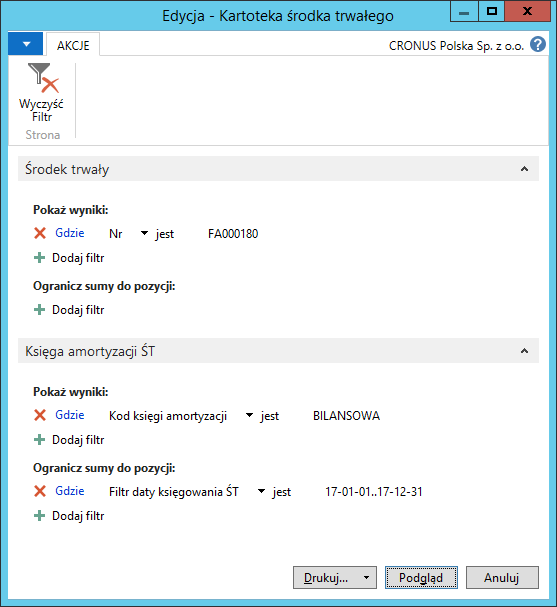 Edycja - Kartoteka środka trwałego
AKCJE
CRONUS Polska Sp. z o.o.
Wyczyść
Filtr
Strona
Środek trwały
Pokaż wyniki:
Gdzie Nr jest FA000180
Dodaj filtr
Ogranicz sumy do pozycji:
Dodaj filtr
Księga amortyzacji ŚT
Pokaż wyniki:
Gdzie Kod księgi amortyzacji jest BILANSOWA
Dodaj filtr
Ogranicz sumy do pozycji:
Gdzie Filtr daty księgowania ŚT jest 17-01-01..17-12-31
Dodaj filtr
Drukuj... Podgląd Anuluj